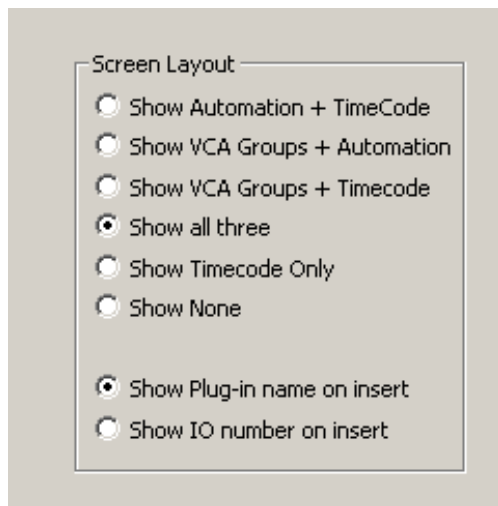 Screen Layout
Show Automation + TimeCode
Show VCA Groups + Automation
Show VCA Groups + Timecode
Show all three
Show Timecode Only
Show None
Show Plug-in name on insert
Show IO number on insert